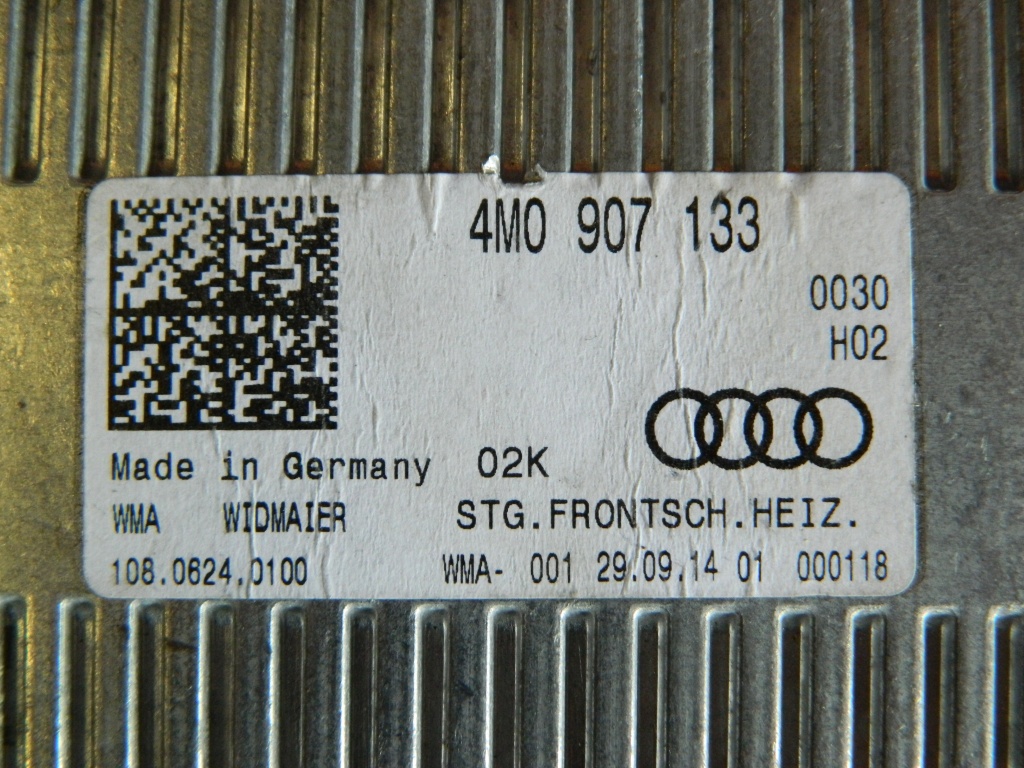 4M0 907 133
0030
H02
Made in Germany 02K
WMA WIDMAIER STG.FRONTSCH.HEIZ.
108.0624.0100 WMA- 001 29.09.14 01 000118